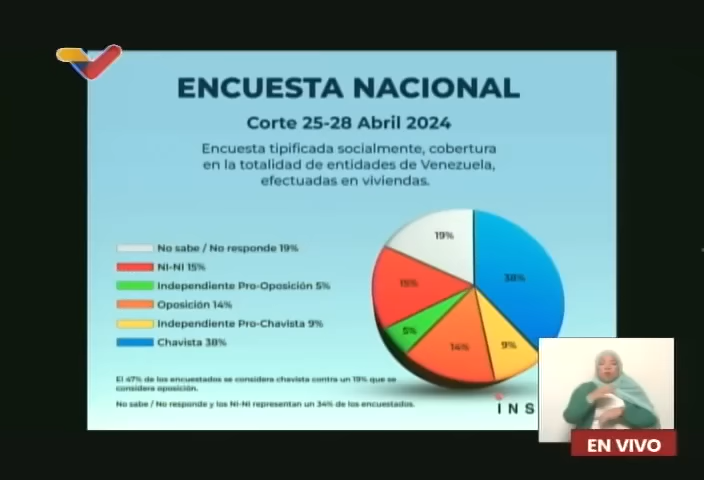 ENCUESTA NACIONAL
Corte 25-28 Abril 2024
Encuesta tipificada socialmente, cobertura
en la totalidad de entidades de Venezuela,
efectuadas en viviendas.
No sabe / No responde 19%
NI-NI 15%
Independiente Pro-Oposición 5%
Oposición 14%
Independiente Pro-Chavista 9%
Chavista 38%
19%
38%
15%
5%
14%
9%
El 47% de los encuestados se considera chavista contra un 19% que se
considera oposición.
No sabe / No responde y los NI-NI representan un 34% de los encuestados.
INS
EN VIVO